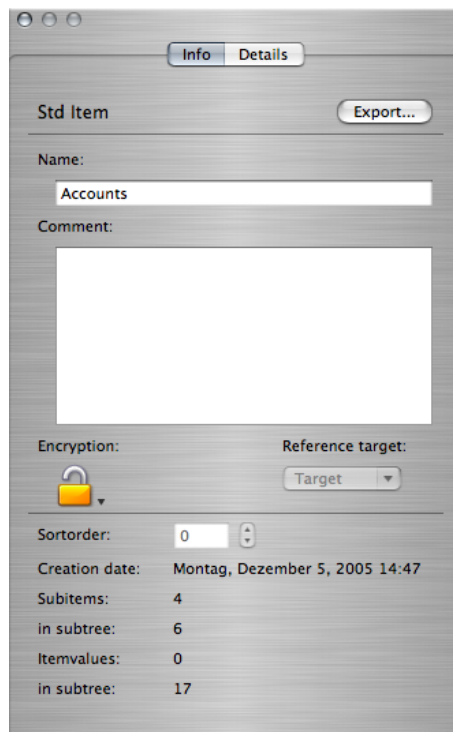 Info Details
Std Item Export...
Name:
Accounts
Comment:
Encryption: Reference target:
Target
Sortorder: 0
Creation date: Montag, Dezember 5, 2005 14:47
Subitems: 4
in subtree: 6
Itemvalues: 0
in subtree: 17